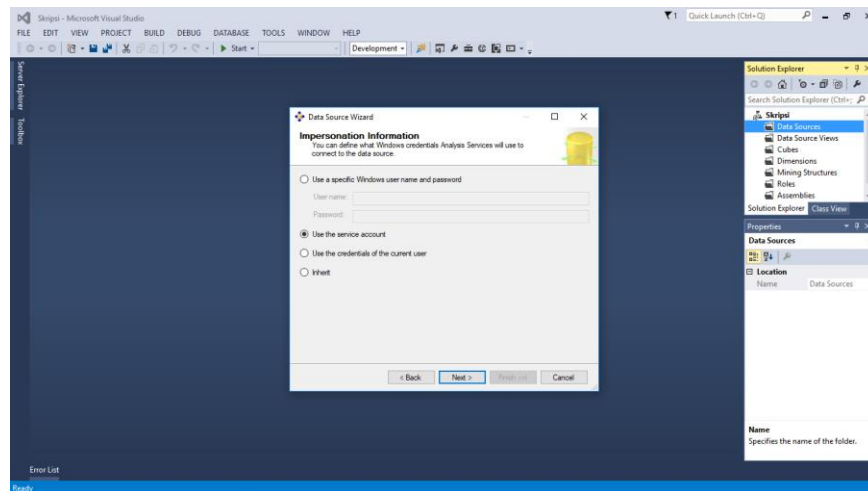 Skripsi - Microsoft Visual Studio
1 Quick Launch (Ctrl+Q)
FILE EDIT VIEW PROJECT BUILD DEBUG DATABASE TOOLS WINDOW HELP
Start Development
Server Explorer
Toolbox
Data Source Wizard
Impersonation Information
You can define what Windows credentials Analysis Services will use to
connect to the data source.
Use a specific Windows user name and password
User name:
Password:
Use the service account
Use the credentials of the current user
Inherit
< Back Next > Cancel
Solution Explorer
Search Solution Explorer (Ctrl+;
Skripsi
Data Sources
Data Source Views
Cubes
Dimensions
Mining Structures
Roles
Assemblies
Solution Explorer Class View
Properties
Data Sources
Location
Name Data Sources
Name
Specifies the name of the folder.
Error List
Ready